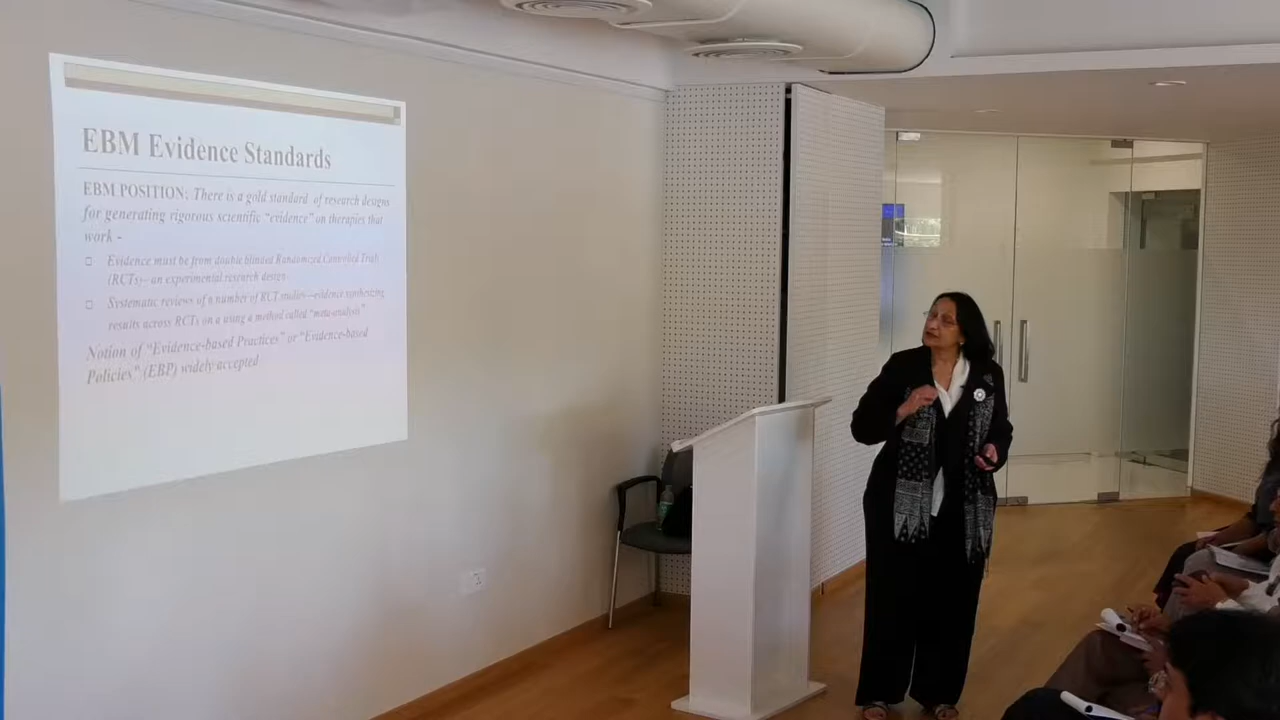 EBM Evidence Standards
EBM POSITION: There is a gold standard of research designs
for generating rigorous scientific "evidence" on therapies that
work -
Evidence must be from double blinded Randomized Controlled Trials
(RCTs)--an experimental research design
Systematic reviews of a number of RCT studies—evidence synthesizing
results across RCTs on a using a method called "meta-analysis"
Notion of "Evidence-based Practices" or "Evidence-based
Policies" (EBP) widely accepted